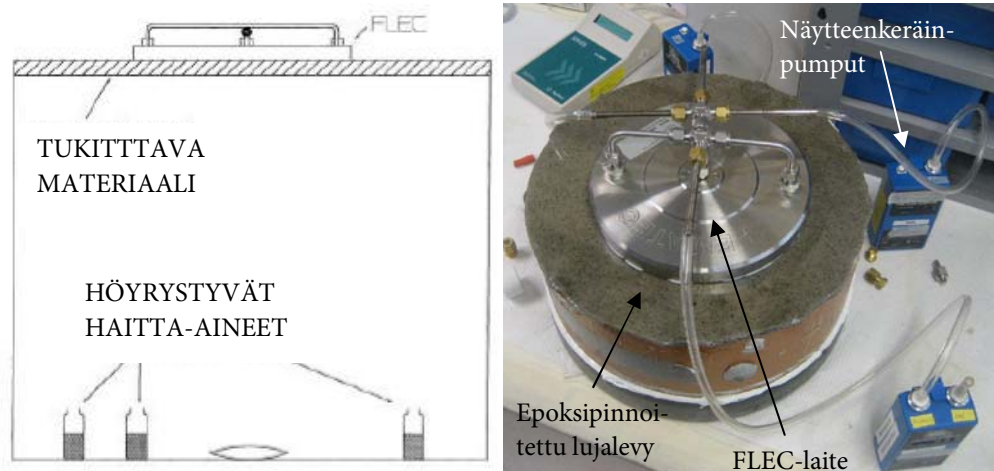 FLEC
TUKITTTAVA
MATERIAALI
HÖYRYSTYVÄT
HAITTA-AINEET
Näytteenkeräin-
pumput
Epoksipinnoi-
tettu lujalevy
FLEC-laite